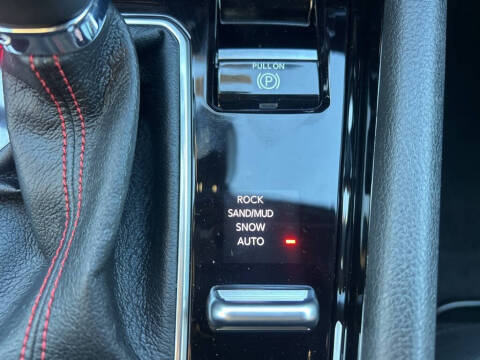 PULL ON
(P)
ROCK
SAND/MUD
SNOW
AUTO